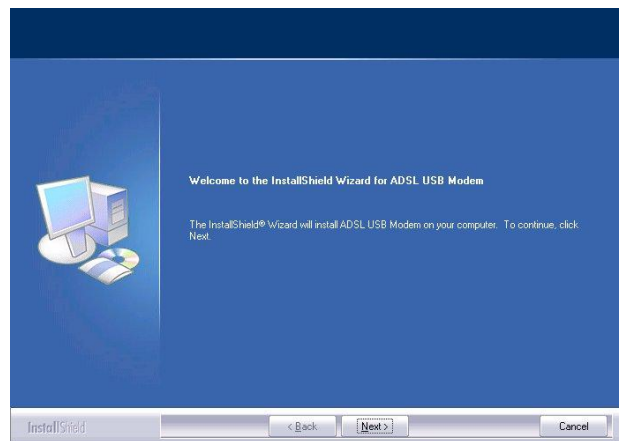 Welcome to the InstallShield Wizard for ADSL USB Modem
The InstallShield® Wizard will install ADSL USB Modem on your computer. To continue, click
Next.
InstallShield
< Back
Next >
Cancel